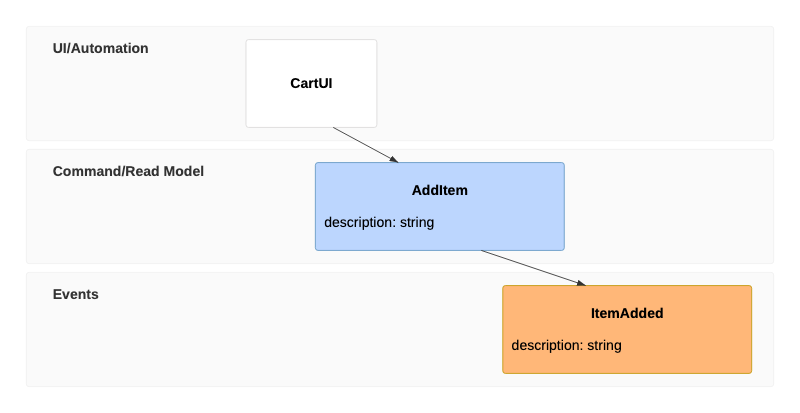 UI/Automation
CartUI
Command/Read Model
AddItem
description: string
Events
ItemAdded
description: string